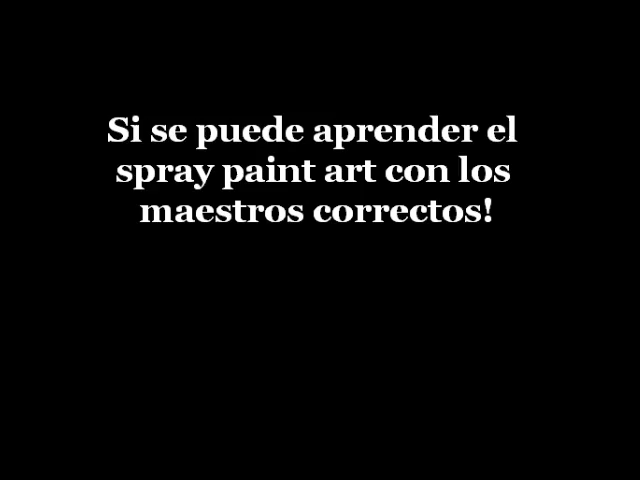 Si se puede aprender el
spray paint art con los
maestros correctos!